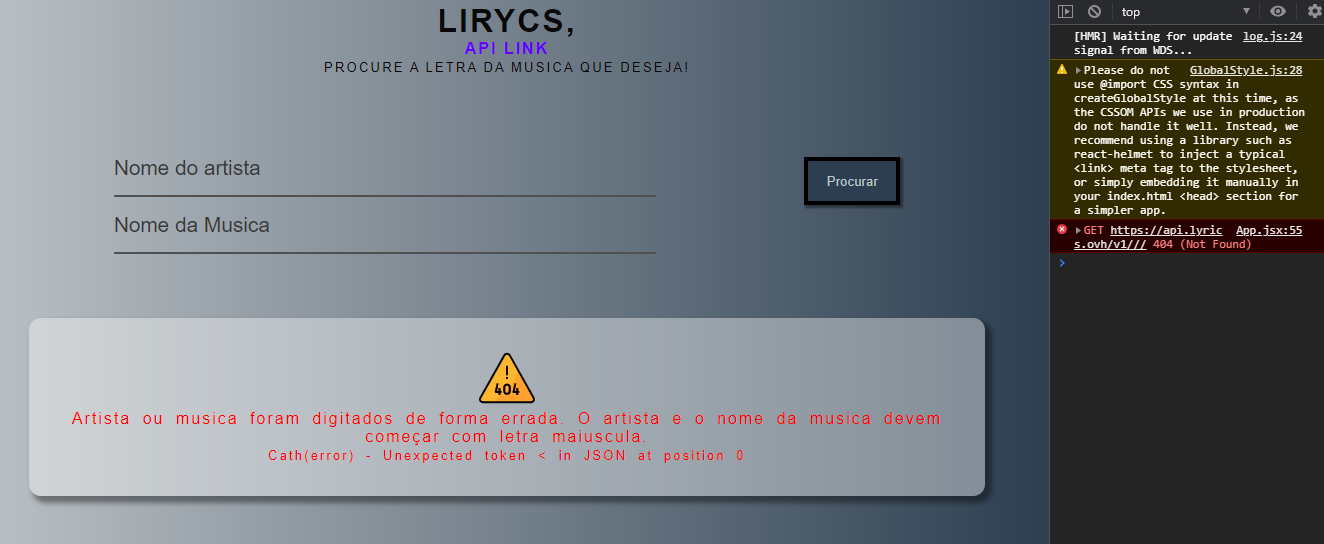 LIRYCS,
API LINK
PROCURE A LETRA DA MUSICA QUE DESEJA!
Nome do artista
Procurar
Nome da Musica
!
404
Artista ou musica foram digitados de forma errada. O artista e o nome da musica devem
começar com letra maiuscula.
Cath(error) - Unexpected token < in JSON at position 0
top
[HMR] Waiting for update log.js:24
signal from WDS...
Please do not GlobalStyle.js:28
use @import CSS syntax in
createGlobalStyle at this time, as
the CSSOM APIs we use in production
do not handle it well. Instead, we
recommend using a library such as
react-helmet to inject a typical
<link> meta tag to the stylesheet,
or simply embedding it manually in
your index.html <head> section for
a simpler app.
GET https://api.lyric App.jsx:55
s.ovh/v1/// 404 (Not Found)